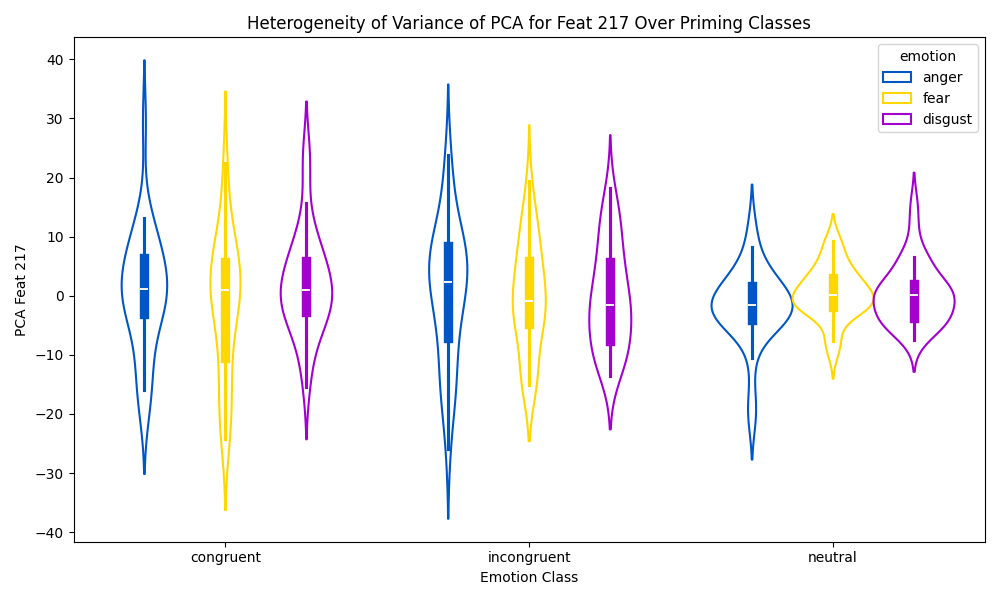 Heterogeneity of Variance of PCA for Feat 217 Over Priming Classes
emotion
anger
fear
disgust
40
30
20
10
0
−10
−20
−30
−40
PCA Feat 217
congruent
incongruent
neutral
Emotion Class